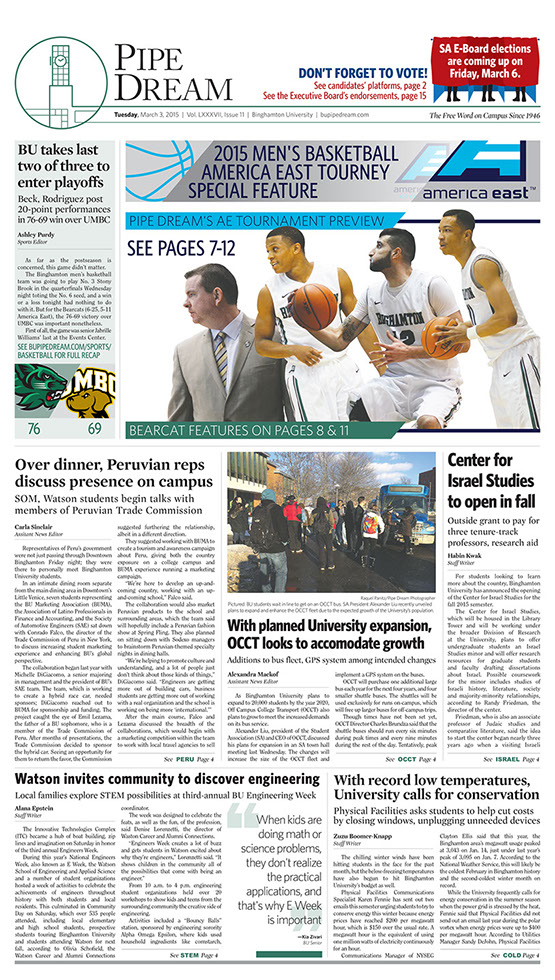 PIPE
DREAM
DON'T FORGET TO VOTE!
See candidates' platforms, page 2
See the Executive Board's endorsements, page 15
SA E-Board elections
are coming up on
Friday, March 6.
Tuesday, March 3, 2015 | Vol. LXXXVII, Issue 11 | Binghamton University | bupipedream.com
The Free Word on Campus Since 1946
BU takes last
two of three to
enter playoffs
Beck, Rodriguez post
20-point performances
in 76-69 win over UMBC
Ashley Purdy
Sports Editor
As far as the postseason is
concerned, this game didn't matter.
The Binghamton men's basketball
team was going to play No. 3 Stony
Brook in the quarterfinals Wednesday
night toting the No. 6 seed, and a win
or a loss tonight had nothing to do
with it. But for the Bearcats (6-25, 5-11
America East), the 76-69 victory over
UMBC was important nonetheless.
First of all, the game was senior Jabrille
Williams' last at the Events Center.
SEE BUPIPEDREAM.COM/SPORTS/
BASKETBALL FOR FULL RECAP
MBC
76 69
2015 MEN'S BASKETBALL
AMERICA EAST TOURNEY
SPECIAL FEATURE
america east™
PIPE DREAM'S AE TOURNAMENT PREVIEW
SEE PAGES 7-12
BINGHAMTON
BEARCAT FEATURES ON PAGES 8 & 11
Over dinner, Peruvian reps
discuss presence on campus
SOM, Watson students begin talks with
members of Peruvian Trade Commission
Carla Sinclair
Assitant News Editor
Representatives of Peru's government
were not just passing through Downtown
Binghamton Friday night; they were
there to personally meet Binghamton
University students.
In an intimate dining room separate
from the main dining area in Downtown's
Little Venice, seven students representing
the BU Marketing Association (BUMA),
the Association of Latino Professionals in
Finance and Accounting, and the Society
of Automotive Engineers (SAE) sat down
with Conrado Falco, the director of the
Trade Commission of Peru in New York,
to discuss increasing student marketing
experience and enhancing BU's global
perspective.
The collaboration began last year with
Michelle DiGiacomo, a senior majoring
in management and the president of BU's
SAE team. The team, which is working
to create a hybrid race car, needed
sponsors; DiGiacomo reached out to
BUMA for sponsorship and funding. The
project caught the eye of Emil Lezama,
the father of a BU sophomore, who is a
member of the Trade Commission of
Peru. After months of presentations, the
Trade Commission decided to sponsor
the hybrid car. Seeing an opportunity for
them to return the favor, the Commission
suggested furthering the relationship,
albeit in a different direction.
They suggested working with BUMA to
create a tourism and awareness campaign
about Peru, giving both the country
exposure on a college campus and
BUMA experience running a marketing
campaign.
"We're here to develop an up-and-
coming country, working with an up-
and-coming school," Falco said.
The collaboration would also market
Peruvian products to the school and
surrounding areas, which the team said
will hopefully include a Peruvian fashion
show at Spring Fling. They also planned
on sitting down with Sodexo managers
to brainstorm Peruvian-themed specialty
nights in dining halls.
"We're helping to promote culture and
understanding, and a lot of people just
don't think about those kinds of things,"
DiGiacomo said. "Engineers are getting
more out of building cars, business
students are getting more out of working
with a real organization and the school is
working on being more 'international.'"
After the main course, Falco and
Lezama discussed the breadth of the
collaborations, which would begin with
a marketing competition within the team
to work with local travel agencies to sell
See PERU Page 4
Raquel Panitz/Pipe Dream Photographer
Pictured: BU students wait in line to get on an OCCT bus. SA President Alexander Liu recently unveiled
plans to expand and enhance the OCCT fleet due to the expected growth of the University's population.
With planned University expansion,
OCCT looks to accomodate growth
Additions to bus fleet, GPS system among intended changes
Alexandra Mackof
Assistant News Editor
As Binghamton University plans to
expand to 20,000 students by the year 2020,
Off Campus College Transport (OCCT) also
plans to grow to meet the increased demands
on its bus service.
Alexander Liu, president of the Student
Association (SA) and CEO of OCCT, discussed
his plans for expansion in an SA town hall
meeting last Wednesday. The changes will
increase the size of the OCCT fleet and
implement a GPS system on the buses.
OCCT will purchase one additional large
bus each year for the next four years, and four
smaller shuttle buses. The shuttles will be
used exclusively for runs on-campus, which
will free up larger buses for off-campus trips.
Though times have not been set yet,
OCCT Director Charles Brundia said that the
shuttle buses should run every six minutes
during peak times and every nine minutes
during the rest of the day. Tentatively, peak
See OCCT Page 4
Center for
Israel Studies
to open in fall
Outside grant to pay for
three tenure-track
professors, research aid
Habin Kwak
Staff Writer
For students looking to learn
more about the country, Binghamton
University has announced the opening
of the Center for Israel Studies for the
fall 2015 semester.
The Center for Israel Studies,
which will be housed in the Library
Tower and will be working under
the broader Division of Research
at the University, plans to offer
undergraduate students an Israel
Studies minor and will offer research
resources for graduate students
and faculty drafting dissertations
about Israel. Possible coursework
for the minor includes studies of
Israeli history, literature, society
and majority-minority relationships,
according to Randy Friedman, the
director of the center.
Friedman, who is also an associate
professor of Judaic studies and
comparative literature, said the idea
to start the center began nearly three
years ago when a visiting Israeli
See ISRAEL Page 4
Watson invites community to discover engineering
Local families explore STEM possibilities at third-annual BU Engineering Week
Alana Epstein
Staff Writer
The Innovative Technologies Complex
(ITC) became a hub of boat building, zip
lines and imagination on Saturday in honor
of the third annual Engineers Week.
During this year's National Engineers
Week, also known as E Week, the Watson
School of Engineering and Applied Science
and a number of student organizations
hosted a week of activities to celebrate the
achievements of engineers throughout
history with both students and local
residents. This culminated in Community
Day on Saturday, which over 535 people
attended, including local elementary
and high school students, prospective
students touring Binghamton University
and students attending Watson for next
fall, according to Olivia Schofield, the
Watson Career and Alumni Connections
coordinator.
The week was designed to celebrate the
feats, as well as the fun, of the profession,
said Denise Lorenzetti, the director of
Watson Career and Alumni Connections.
"Engineers Week creates a lot of buzz
and gets students in Watson excited about
why they're engineers," Lorenzetti said. "It
shows children in the community all of
the possibilities that come with being an
engineer."
From 10 a.m. to 4 p.m. engineering
student organizations held over 20
workshops to show kids and teens from the
surrounding community the creative side of
engineering.
Activities included a "Bouncy Balls"
station, sponsored by engineering sorority
Alpha Omega Epsilon, where kids used
household ingredients like cornstarch,
See STEM Page 4
When kids are
doing math or
science problems,
they don't realize
the practical
applications, and
that's why E Week
is important
—Kia Zivari
BU Senior
With record low temperatures,
University calls for conservation
Physical Facilities asks students to help cut costs
by closing windows, unplugging unneeded devices
Zuzu Boomer-Knapp
Staff Writer
The chilling winter winds have been
hitting students in the face for the past
month, but the below-freezing temperatures
have also begun to hit Binghamton
University's budget as well.
Physical Facilities Communications
Specialist Karen Fennie has sent out two
emails this semester urging students to try to
conserve energy this winter because energy
prices have reached $200 per megawatt
hour, which is $150 over the usual rate. A
megawatt hour is the equivalent of using
one million watts of electricity continuously
for an hour.
Communications Manager of NYSEG
Clayton Ellis said that this year, the
Binghamton area's megawatt usage peaked
at 3,043 on Jan. 14, just under last year's
peak of 3,095 on Jan. 7. According to the
National Weather Service, this will likely be
the coldest February in Binghamton history
and the second-coldest winter month on
record.
While the University frequently calls for
energy conservation in the summer season
when the power grid is stressed by the heat,
Fennie said that Physical Facilities did not
send out an email last year during the polar
vortex when energy prices were up to $400
per megawatt hour. According to Utilities
Manager Sandy DeJohn, Physical Facilities
See COLD Page 4